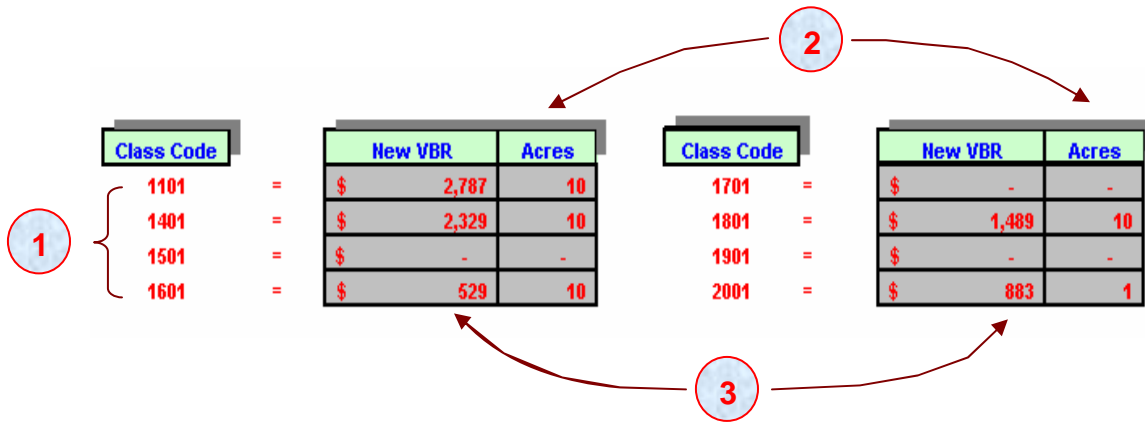 2
Class Code New VBR Acres Class Code New VBR Acres
1101 = $ 2,787 10 1701 = $ - -
1401 = $ 2,329 10 1801 = $ 1,489 10
1
1501 = $ - - 1901 = $ - -
1601 = $ 529 10 2001 = $ 883 1
3